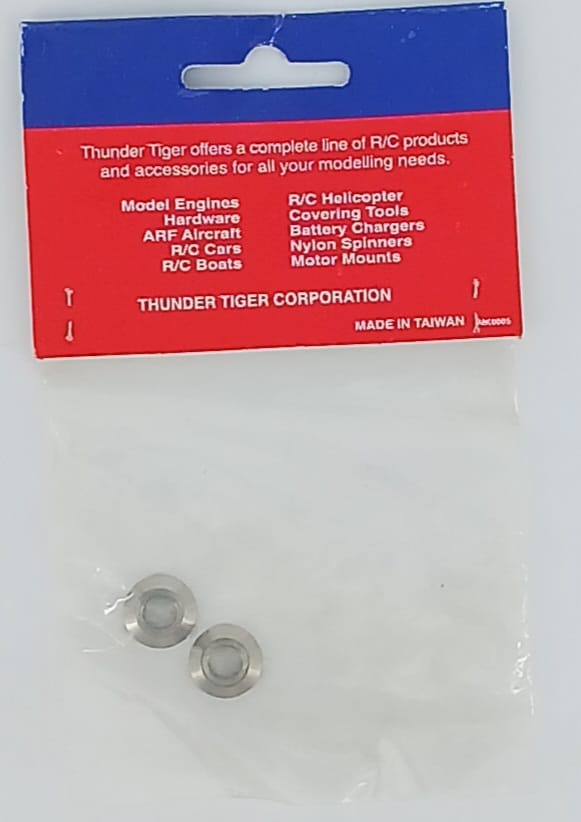 Thunder Tiger offers a complete line of R/C products
and accessories for all your modelling needs.
Model Engines
Hardware
ARF Aircraft
R/C Cars
R/C Boats
R/C Helicopter
Covering Tools
Battery Chargers
Nylon Spinners
Motor Mounts
THUNDER TIGER CORPORATION
MADE IN TAIWAN